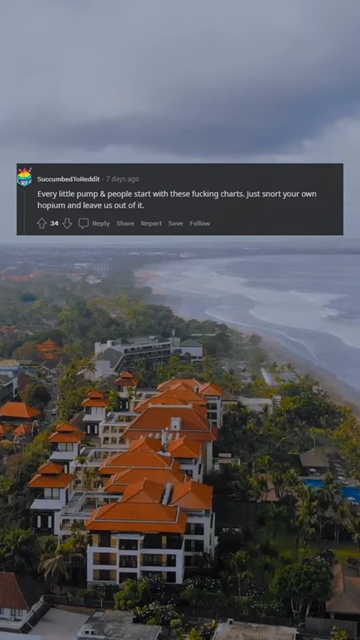 SuccumbedToReddit · 7 days ago
Every little pump & people start with these fucking charts. Just snort your own
hopium and leave us out of it.
34 Reply Share Report Save Follow